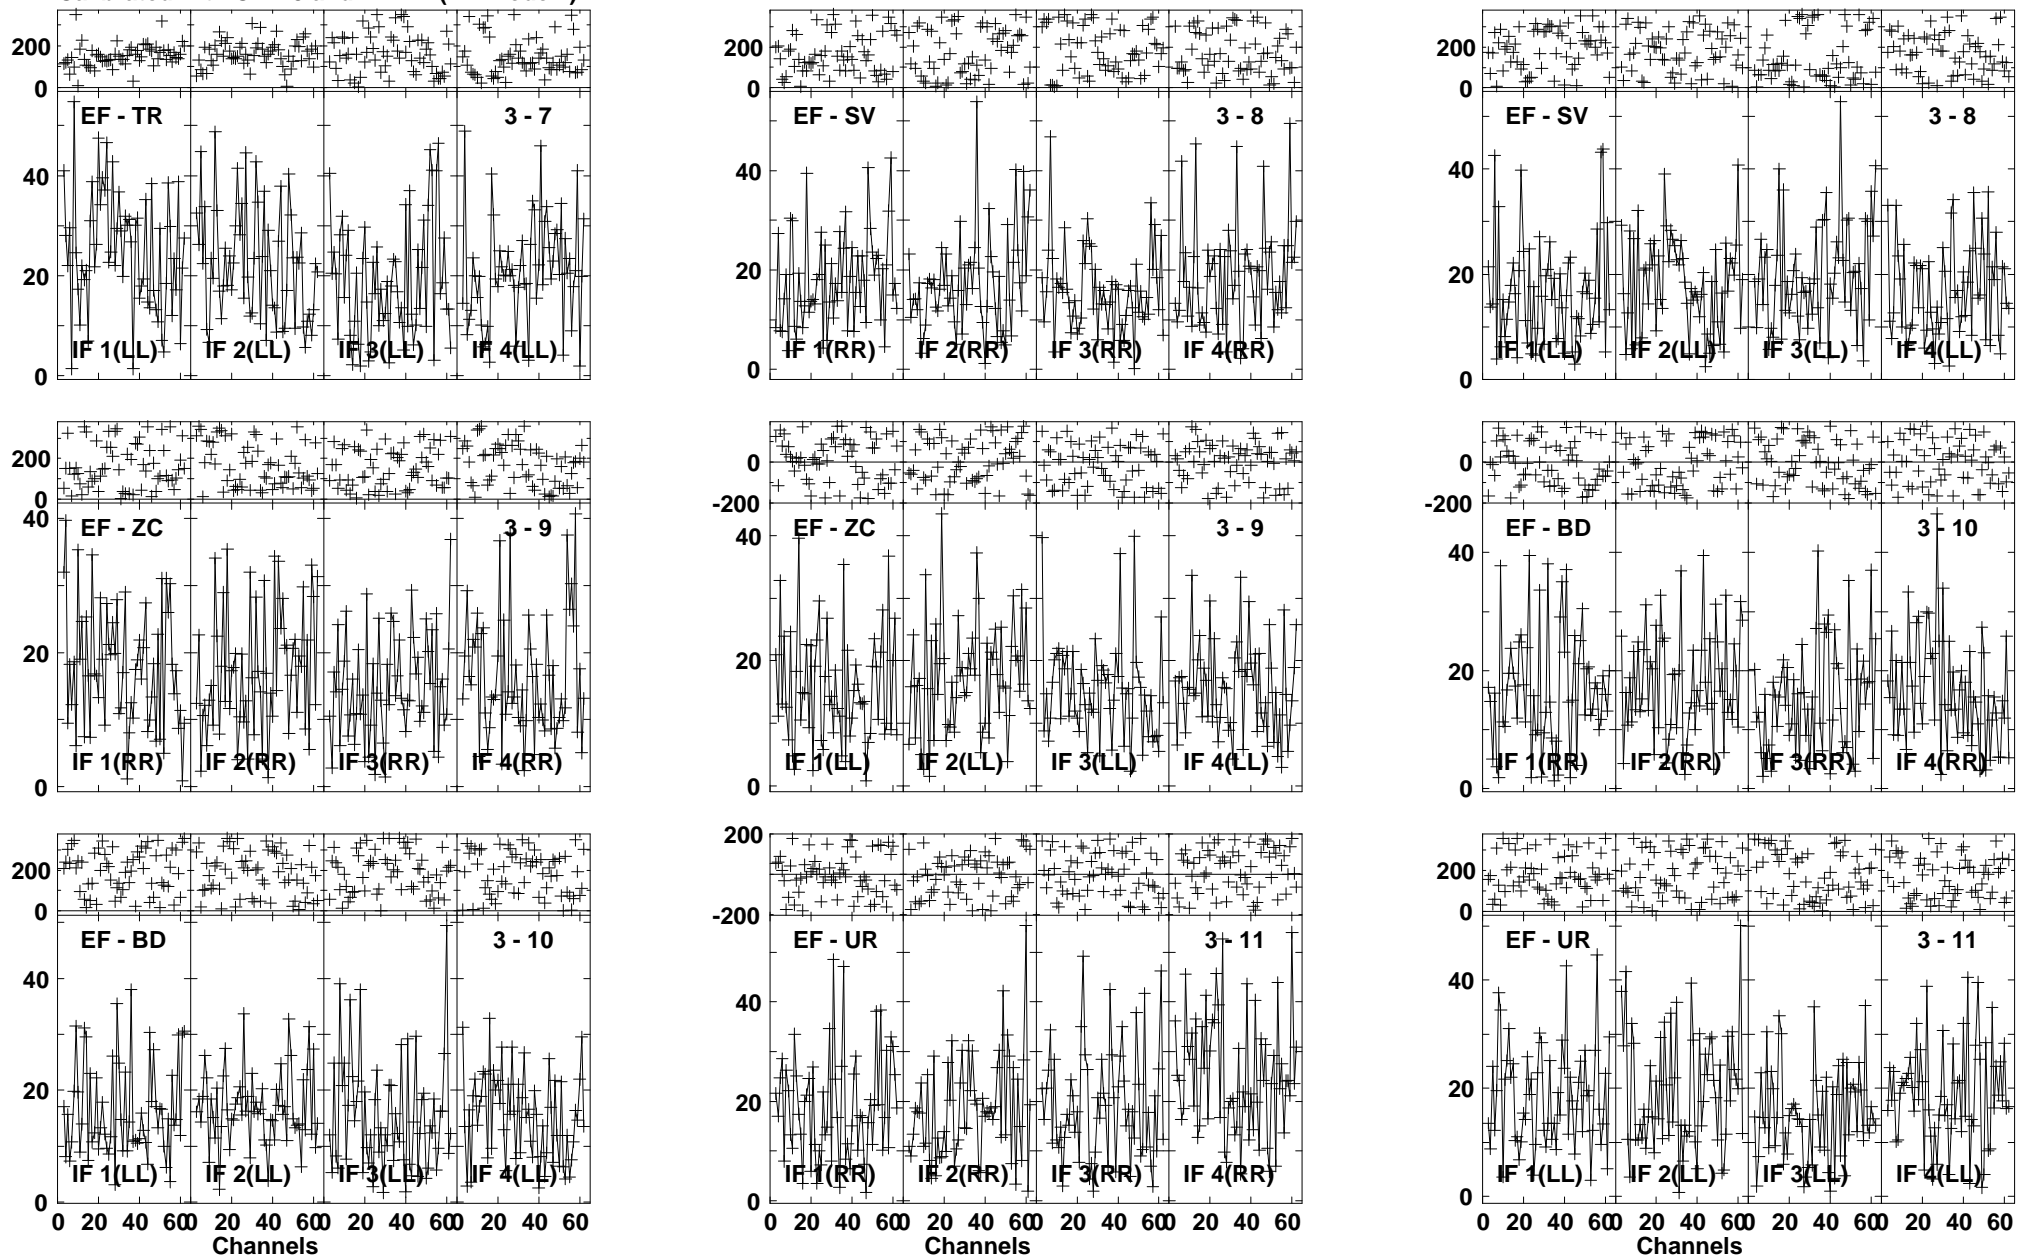 200 200 200
0 0 0
EF - TR 3 - 7 EF - SV 3 - 8 EF - SV 3 - 8
40 40 40
20 20 20
IF 1(LL) IF 2(LL) IF 3(LL) IF 4(LL) IF 1(RR) IF 2(RR) IF 3(RR) IF 4(RR) IF 1(LL) IF 2(LL) IF 3(LL) IF 4(LL)
0 0 0
200 0 0
0 -200 -200
EF - ZC 3 - 9 EF - ZC 3 - 9 EF - BD 3 - 10
40 40 40
20 20 20
IF 1(RR) IF 2(RR) IF 3(RR) IF 4(RR) IF 1(LL) IF 2(LL) IF 3(LL) IF 4(LL) IF 1(RR) IF 2(RR) IF 3(RR) IF 4(RR)
0 0 0
200 200 200
0 -200 0
EF - BD 3 - 10 EF - UR 3 - 11 EF - UR 3 - 11
40 40 40
20 20 20
IF 1(LL) IF 2(LL) IF 3(LL) IF 4(LL) IF 1(RR) IF 2(RR) IF 3(RR) IF 4(RR) IF 1(LL) IF 2(LL) IF 3(LL) IF 4(LL)
0 0 0
0 20 40 60 0 20 40 60 0 20 40 60 0 20 40 60 0 20 40 60 0 20 40 60 0 20 40 60 0 20 40 60 0 20 40 60 0 20 40 60 0 20 40 60 0 20 40 60
Channels Channels Channels